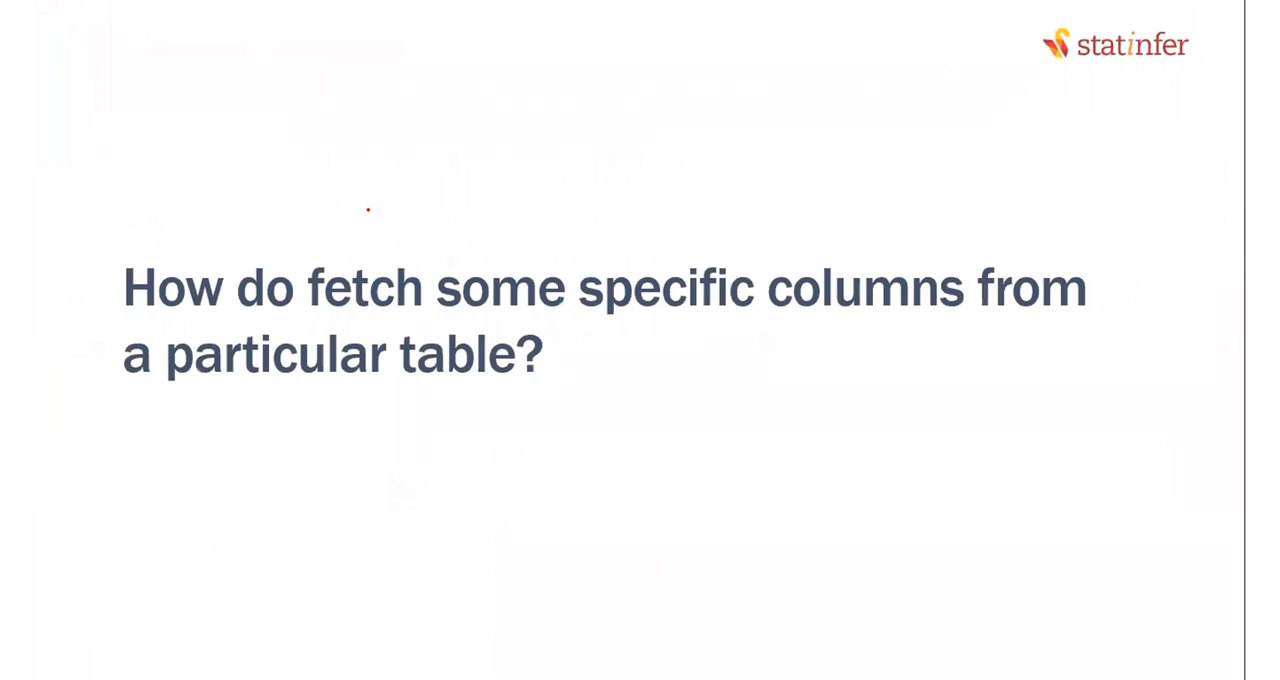 statinfer
How do fetch some specific columns from
a particular table?